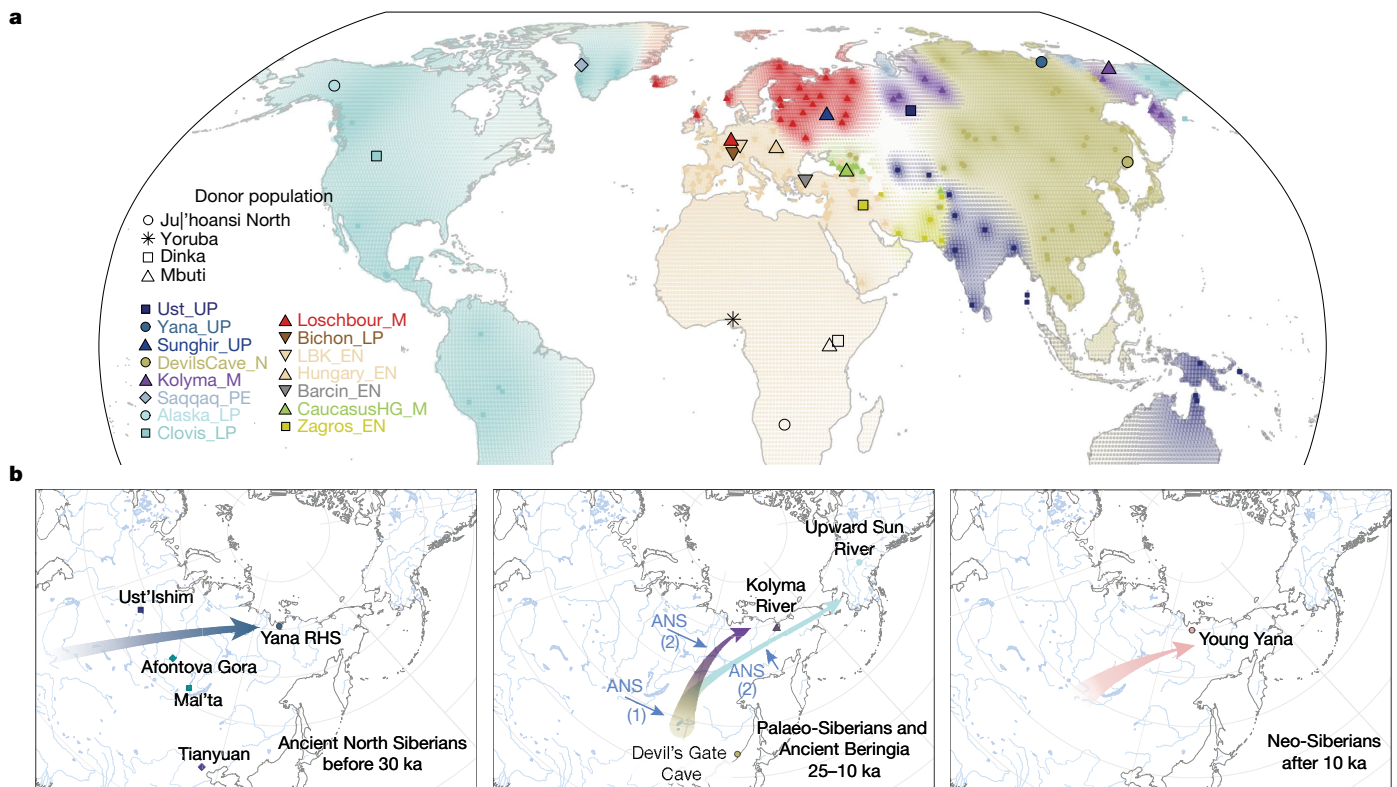 a
Donor population
Ju|'hoansi North
Yoruba
Dinka
Mbuti
Ust_UP
Yana_UP
Sunghir_UP
DevilsCave_N
Kolyma_M
Saqqaq_PE
Alaska_LP
Clovis_LP
Loschbour_M
Bichon_LP
LBK_EN
Hungary_EN
Barcin_EN
CaucasusHG_M
Zagros_EN
b
Ust'Ishim
Yana RHS
Afontova Gora
Mal'ta
Tianyuan
Ancient North Siberians
before 30 ka
Upward Sun
River
Kolyma
River
ANS
(2)
ANS
(2)
ANS
(1)
Devil's Gate
Cave
Palaeo-Siberians and
Ancient Beringia
25–10 ka
Young Yana
Neo-Siberians
after 10 ka